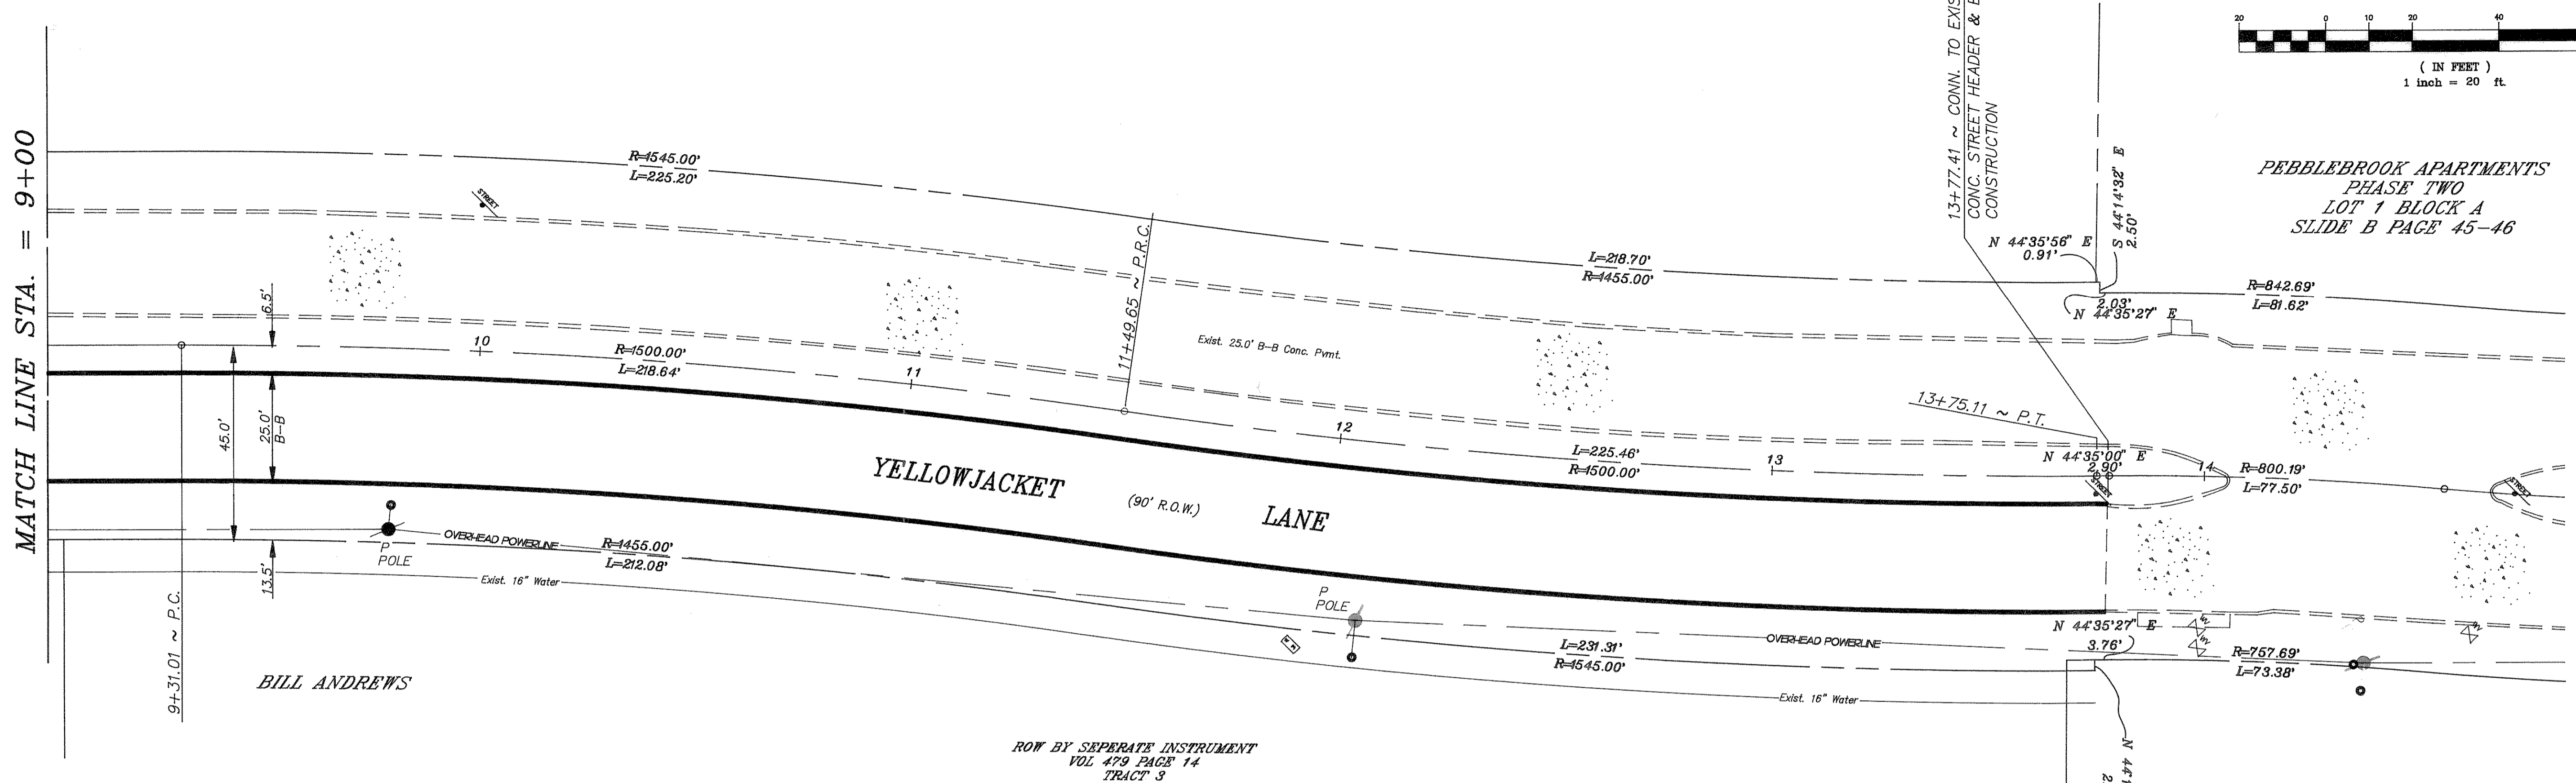 MATCH LINE STA. = 9+00
R=1545.00'
L=225.20'
STREET
6.5'
45.0'
25.0'
B-B
13.5'
9+31.01 ~ P.C.
10
R=1500.00'
L=218.64'
11
11+49.65 ~ P.R.C.
Exist. 25.0' B-B Conc. Pvmt.
12
L=218.70'
R=1455.00'
L=225.46'
R=1500.00'
13
13+75.11 ~ P.T.
13+77.41 ~ CONN. TO EXIS
CONC. STREET HEADER & E
CONSTRUCTION
N 44°35'56" E
0.91'
S 44°14'32" E
2.50'
2.03'
N 44°35'27" E
N 44°35'00" E
2.90'
STREET
14
R=842.69'
L=81.62'
R=800.19'
L=77.50'
STREET
20 0 10 20 40
( IN FEET )
1 inch = 20 ft.
PEBBLEBROOK APARTMENTS
PHASE TWO
LOT 1 BLOCK A
SLIDE B PAGE 45-46
YELLOWJACKET (90' R.O.W.) LANE
P
POLE
OVERHEAD POWERLINE
R=1455.00'
L=212.08'
Exist. 16" Water
P
POLE
L=231.31'
R=1545.00'
OVERHEAD POWERLINE
Exist. 16" Water
N 44°35'27" E
3.76'
R=757.69'
L=73.38'
BILL ANDREWS
ROW BY SEPERATE INSTRUMENT
VOL 479 PAGE 14
TRACT 3
N 44°1
2.